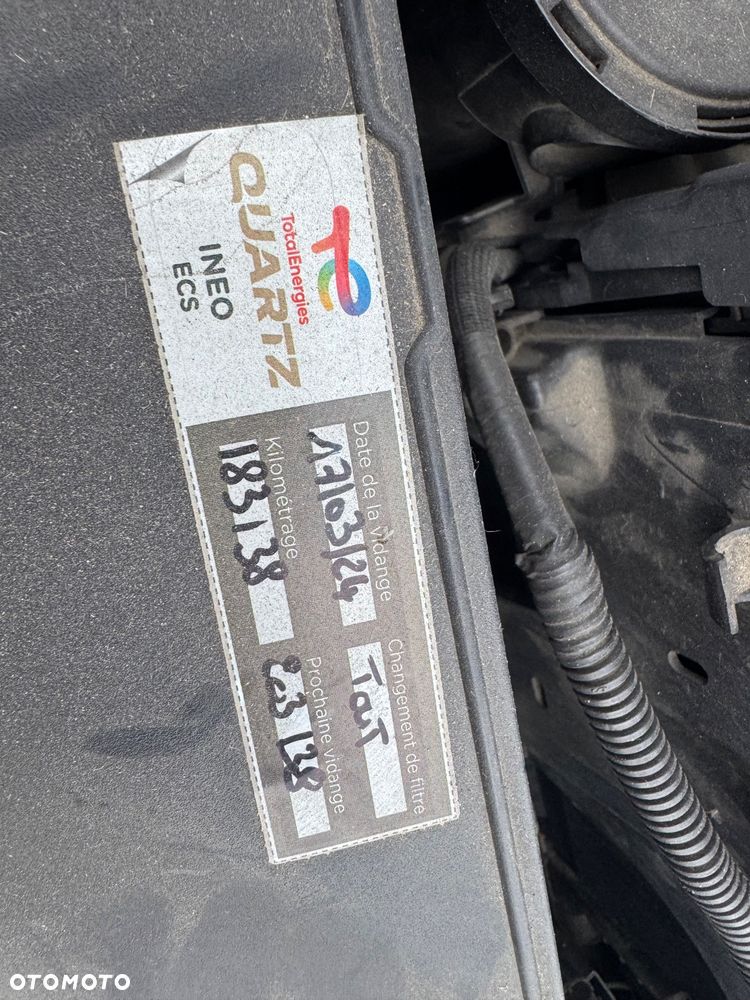 TotalEnergies
QUARTZ
INEO
ECS
Date de la vidange
17/03/24
Changement de filtre
Tout
Kilométrage
183138
Prochaine vidange
203138
OTOMOTO